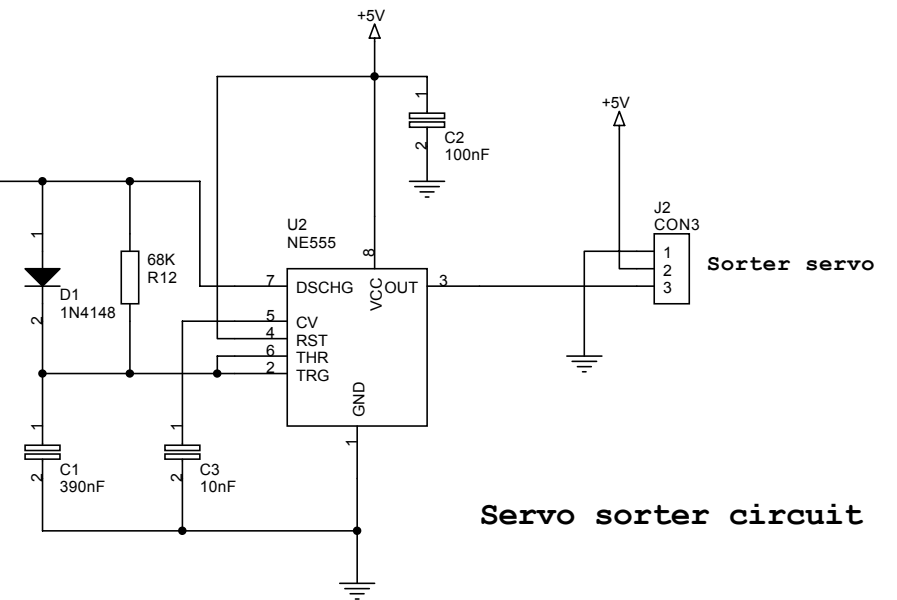 +5V
1
C2
2
100nF
+5V
J2
CON3
U2
NE555
1
8
1
2
3
Sorter servo
68K
R12
7
DSCHG
VCC
OUT
3
D1
1N4148
2
5
CV
4
RST
6
THR
2
TRG
GND
1
1
1
C1
2
390nF
C3
2
10nF
Servo sorter circuit